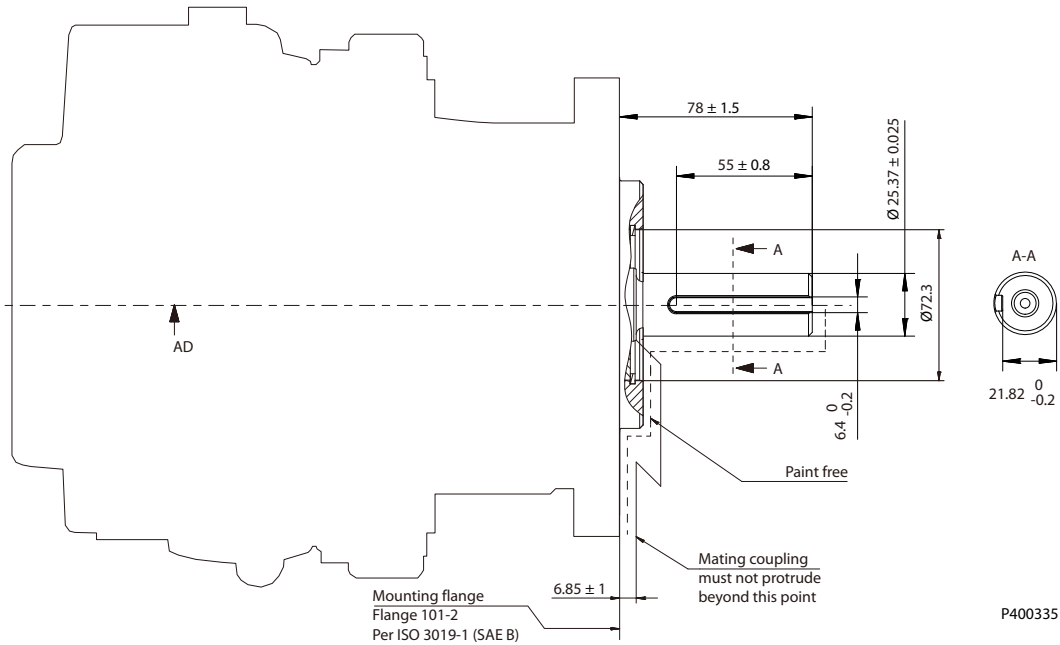 78 ± 1.5
55 ± 0.8
Ø 25.37 ± 0.025
A
A-A
Ø72.3
AD
A
21.82 0 -0.2
6.4 0 -0.2
Paint free
Mating coupling
must not protrude
beyond this point
6.85 ± 1
Mounting flange
Flange 101-2
Per ISO 3019-1 (SAE B)
P400335